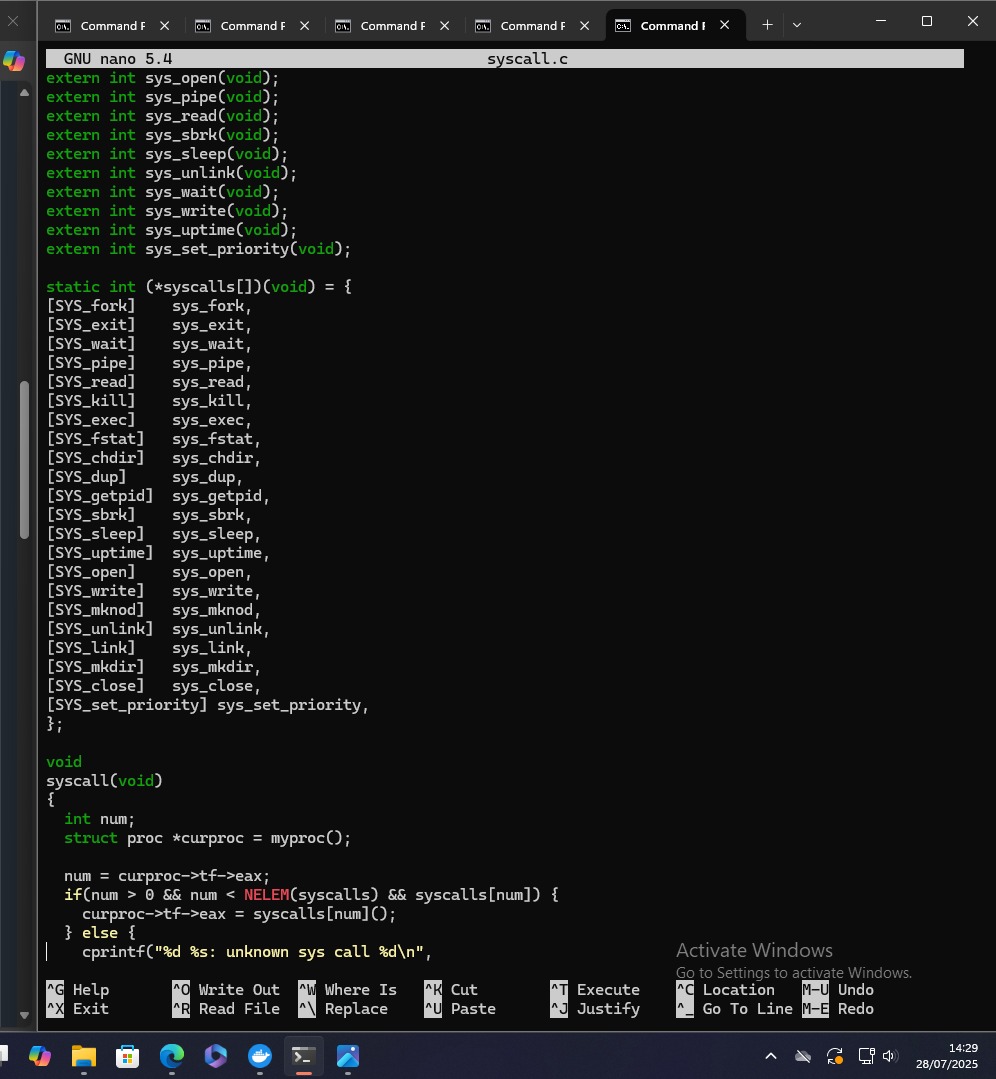 Command F
Command F
Command F
Command F
Command F
GNU nano 5.4 syscall.c
extern int sys_open(void);
extern int sys_pipe(void);
extern int sys_read(void);
extern int sys_sbrk(void);
extern int sys_sleep(void);
extern int sys_unlink(void);
extern int sys_wait(void);
extern int sys_write(void);
extern int sys_uptime(void);
extern int sys_set_priority(void);
static int (*syscalls[])(void) = {
[SYS_fork]    sys_fork,
[SYS_exit]    sys_exit,
[SYS_wait]    sys_wait,
[SYS_pipe]    sys_pipe,
[SYS_read]    sys_read,
[SYS_kill]    sys_kill,
[SYS_exec]    sys_exec,
[SYS_fstat]   sys_fstat,
[SYS_chdir]   sys_chdir,
[SYS_dup]     sys_dup,
[SYS_getpid]  sys_getpid,
[SYS_sbrk]    sys_sbrk,
[SYS_sleep]   sys_sleep,
[SYS_uptime]  sys_uptime,
[SYS_open]    sys_open,
[SYS_write]   sys_write,
[SYS_mknod]   sys_mknod,
[SYS_unlink]  sys_unlink,
[SYS_link]    sys_link,
[SYS_mkdir]   sys_mkdir,
[SYS_close]   sys_close,
[SYS_set_priority] sys_set_priority,
};
void
syscall(void)
{
  int num;
  struct proc *curproc = myproc();
  num = curproc->tf->eax;
  if(num > 0 && num < NELEM(syscalls) && syscalls[num]) {
    curproc->tf->eax = syscalls[num]();
  } else {
    cprintf("%d %s: unknown sys call %d\n",
Activate Windows
Go to Settings to activate Windows.
^G Help ^O Write Out ^W Where Is ^K Cut ^T Execute ^C Location M-U Undo
^X Exit ^R Read File ^\ Replace ^U Paste ^J Justify ^_ Go To Line M-E Redo
14:29
28/07/2025